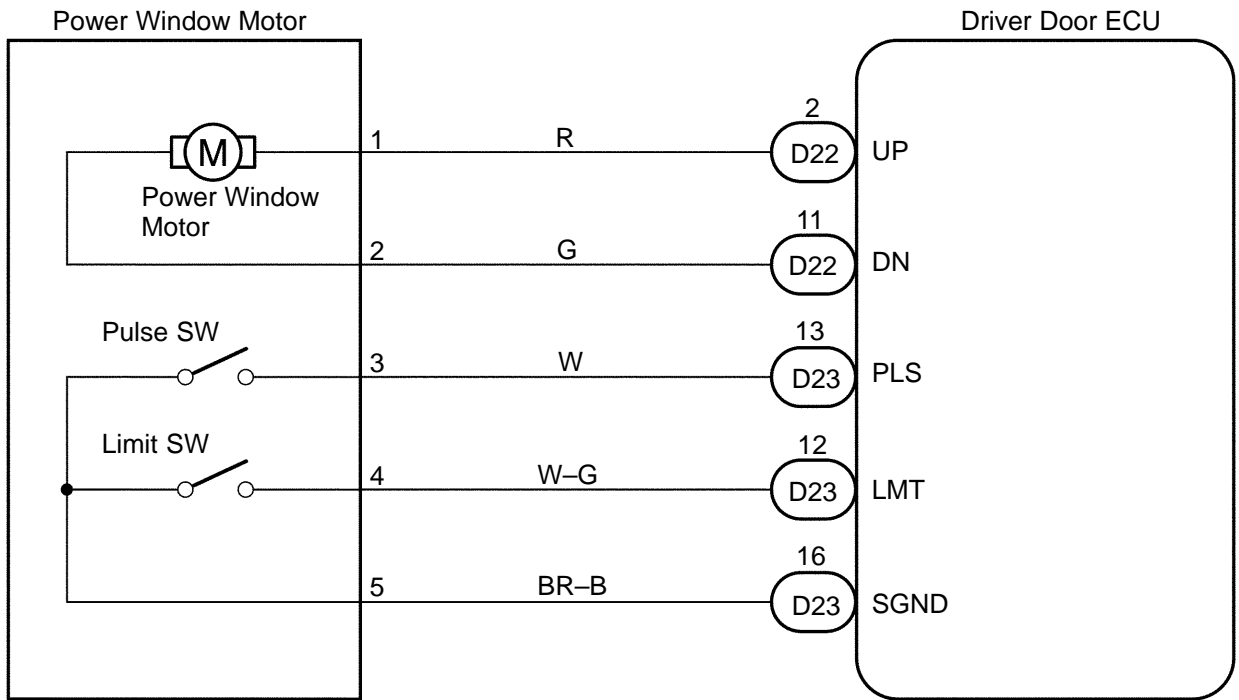 Power Window Motor
Driver Door ECU
M
Power Window
Motor
1
R
2
D22
UP
2
G
11
D22
DN
Pulse SW
3
W
13
D23
PLS
Limit SW
4
W–G
12
D23
LMT
5
BR–B
16
D23
SGND